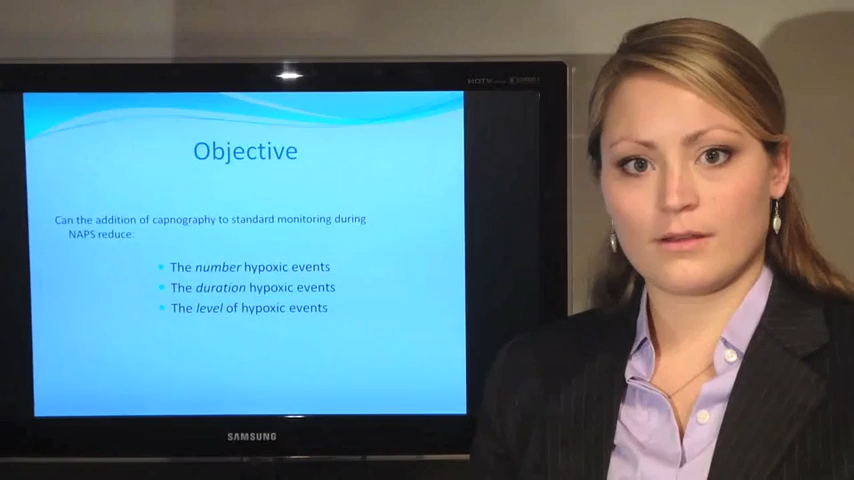 HDTV
Objective
Can the addition of capnography to standard monitoring during
NAPS reduce:
The number hypoxic events
The duration hypoxic events
The level of hypoxic events
SAMSUNG